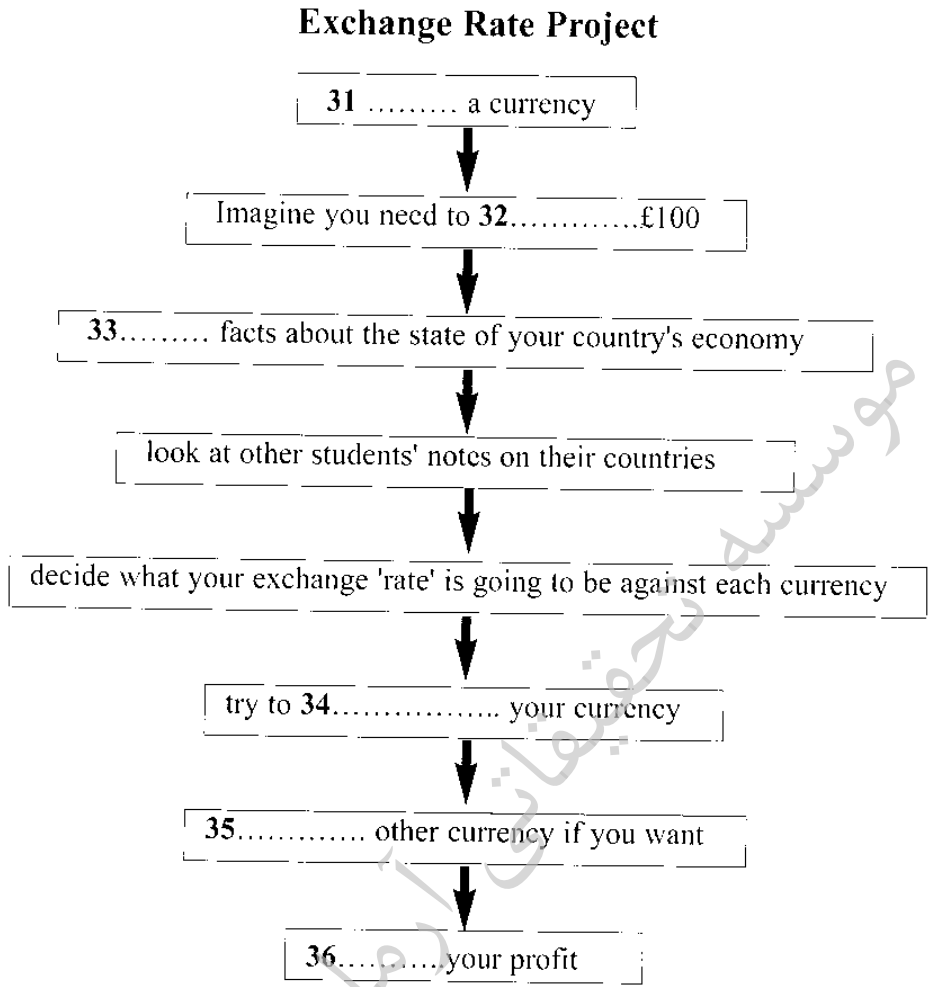 Exchange Rate Project
31 ......... a currency
Imagine you need to 32.............£100
33......... facts about the state of your country's economy
look at other students' notes on their countries
decide what your exchange 'rate' is going to be against each currency
try to 34................. your currency
35............. other currency if you want
36...........your profit
موسسه تحقیقاتی